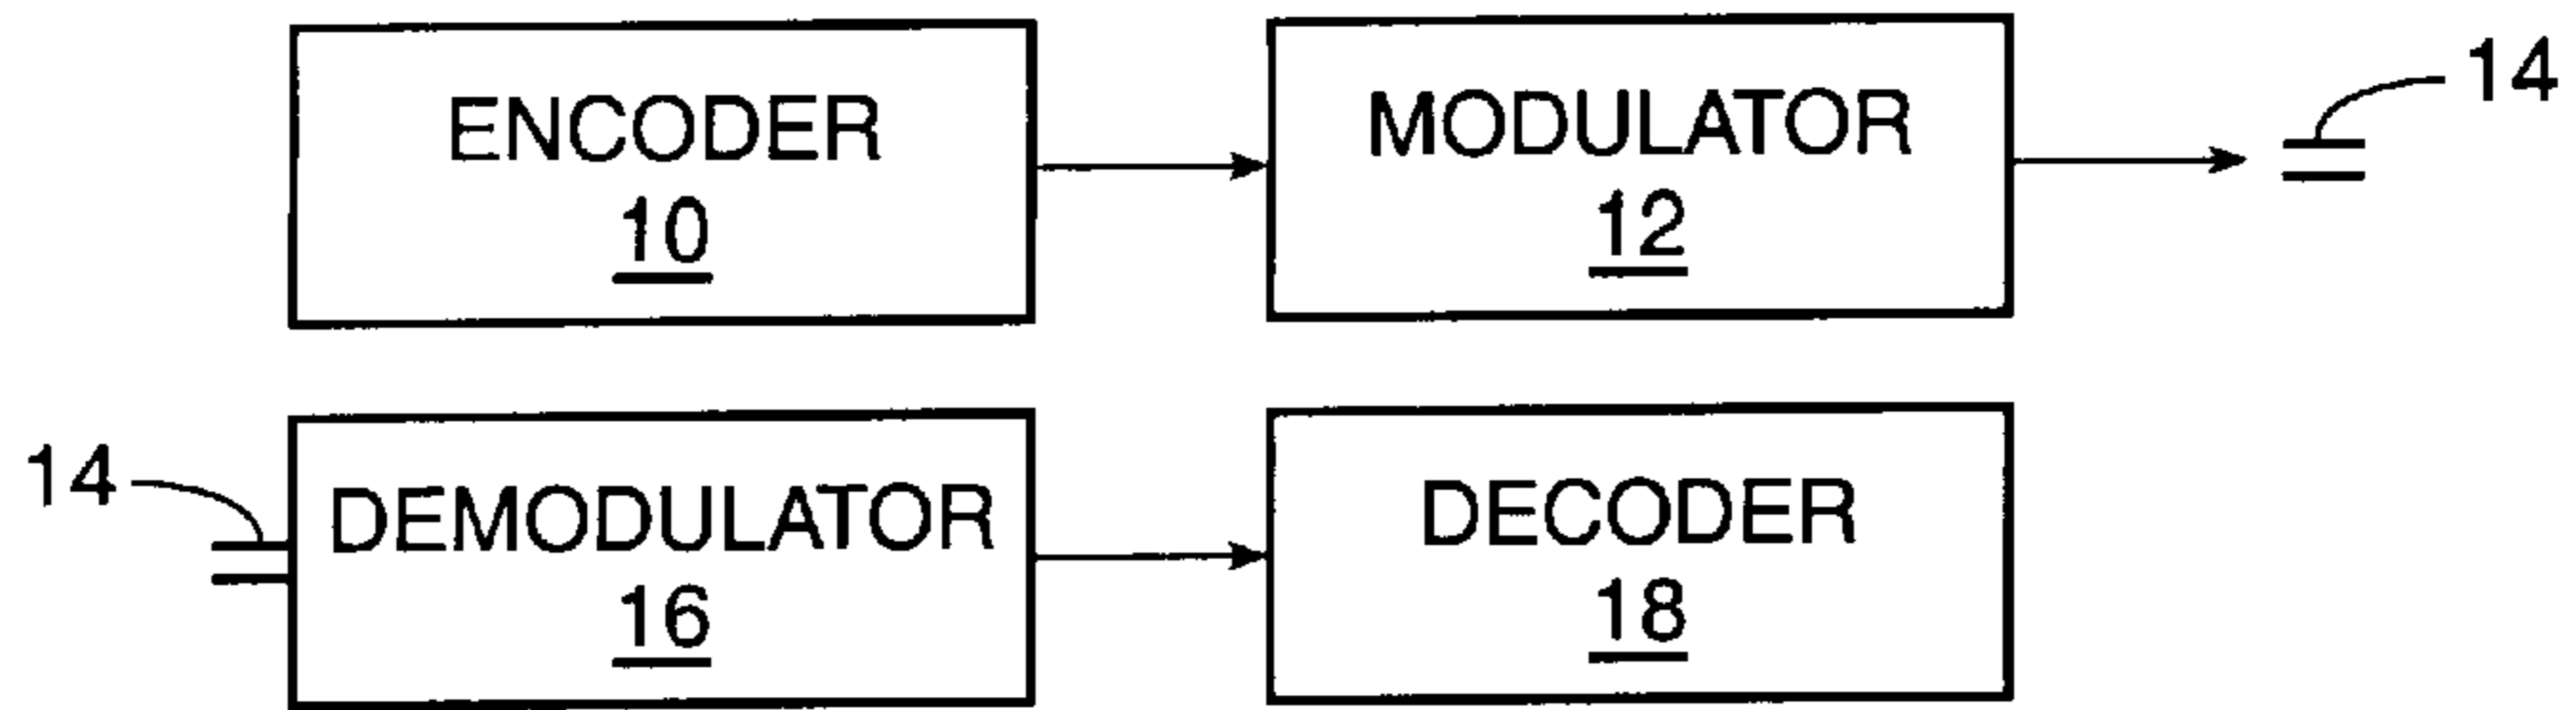 ENCODER
10
MODULATOR
12
14
14
DEMODULATOR
16
DECODER
18